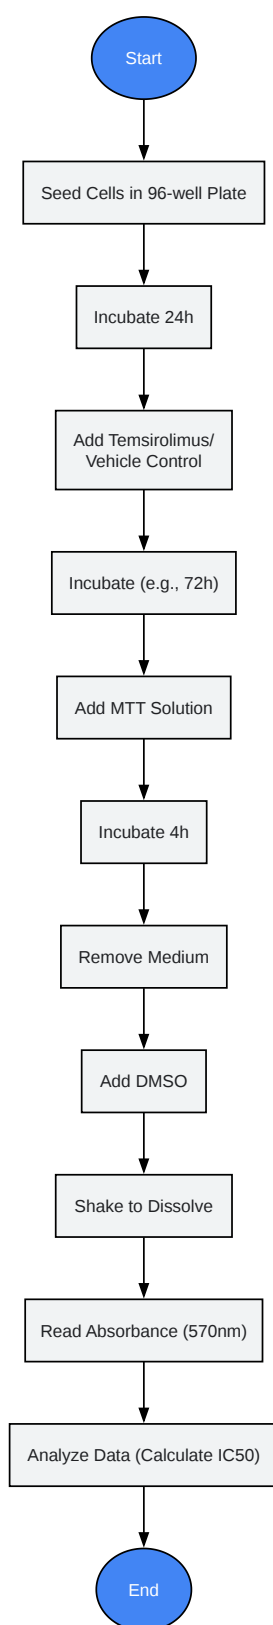 Start
Seed Cells in 96-well Plate
Incubate 24h
Add Temsirolimus/
Vehicle Control
Incubate (e.g., 72h)
Add MTT Solution
Incubate 4h
Remove Medium
Add DMSO
Shake to Dissolve
Read Absorbance (570nm)
Analyze Data (Calculate IC50)
End